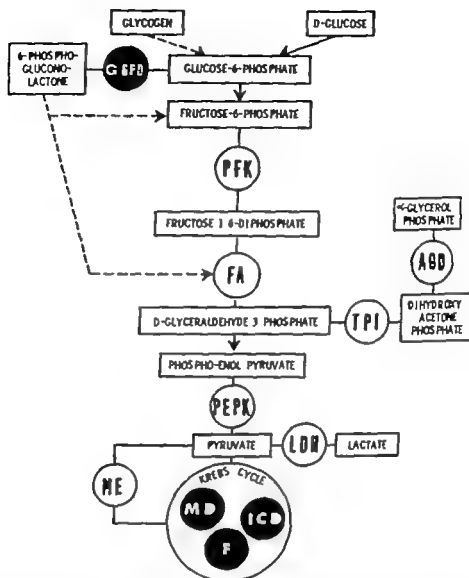 GLYCOGEN
D-GLUCOSE
6-PHOSPHO-
GLUCONO-
LACTONE
G6PD
GLUCOSE-6-PHOSPHATE
FRUCTOSE-6-PHOSPHATE
PFK
FRUCTOSE 1 6-DIPHOSPHATE
∝-GLYCEROL
PHOSPHATE
FA
AGD
D-GLYCERALDEHYDE 3 PHOSPHATE
TPI
DIHYDROXY
ACETONE
PHOSPHATE
PHOSPHO-ENOL PYRUVATE
PEPK
PYRUVATE
LDH
LACTATE
ME
KREBS CYCLE
MD
ICD
F